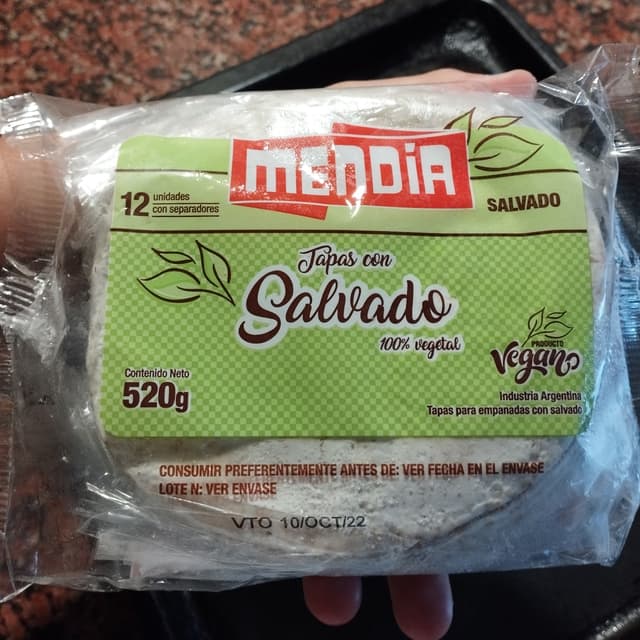 MENDÍA
12 unidades
con separadores
SALVADO
Tapas con
Salvado
100% vegetal
PRODUCTO
Vegano
Contenido Neto
520g
Industria Argentina
Tapas para empanadas con salvado
CONSUMIR PREFERENTEMENTE ANTES DE: VER FECHA EN EL ENVASE
LOTE N: VER ENVASE
VTO 10/OCT/22